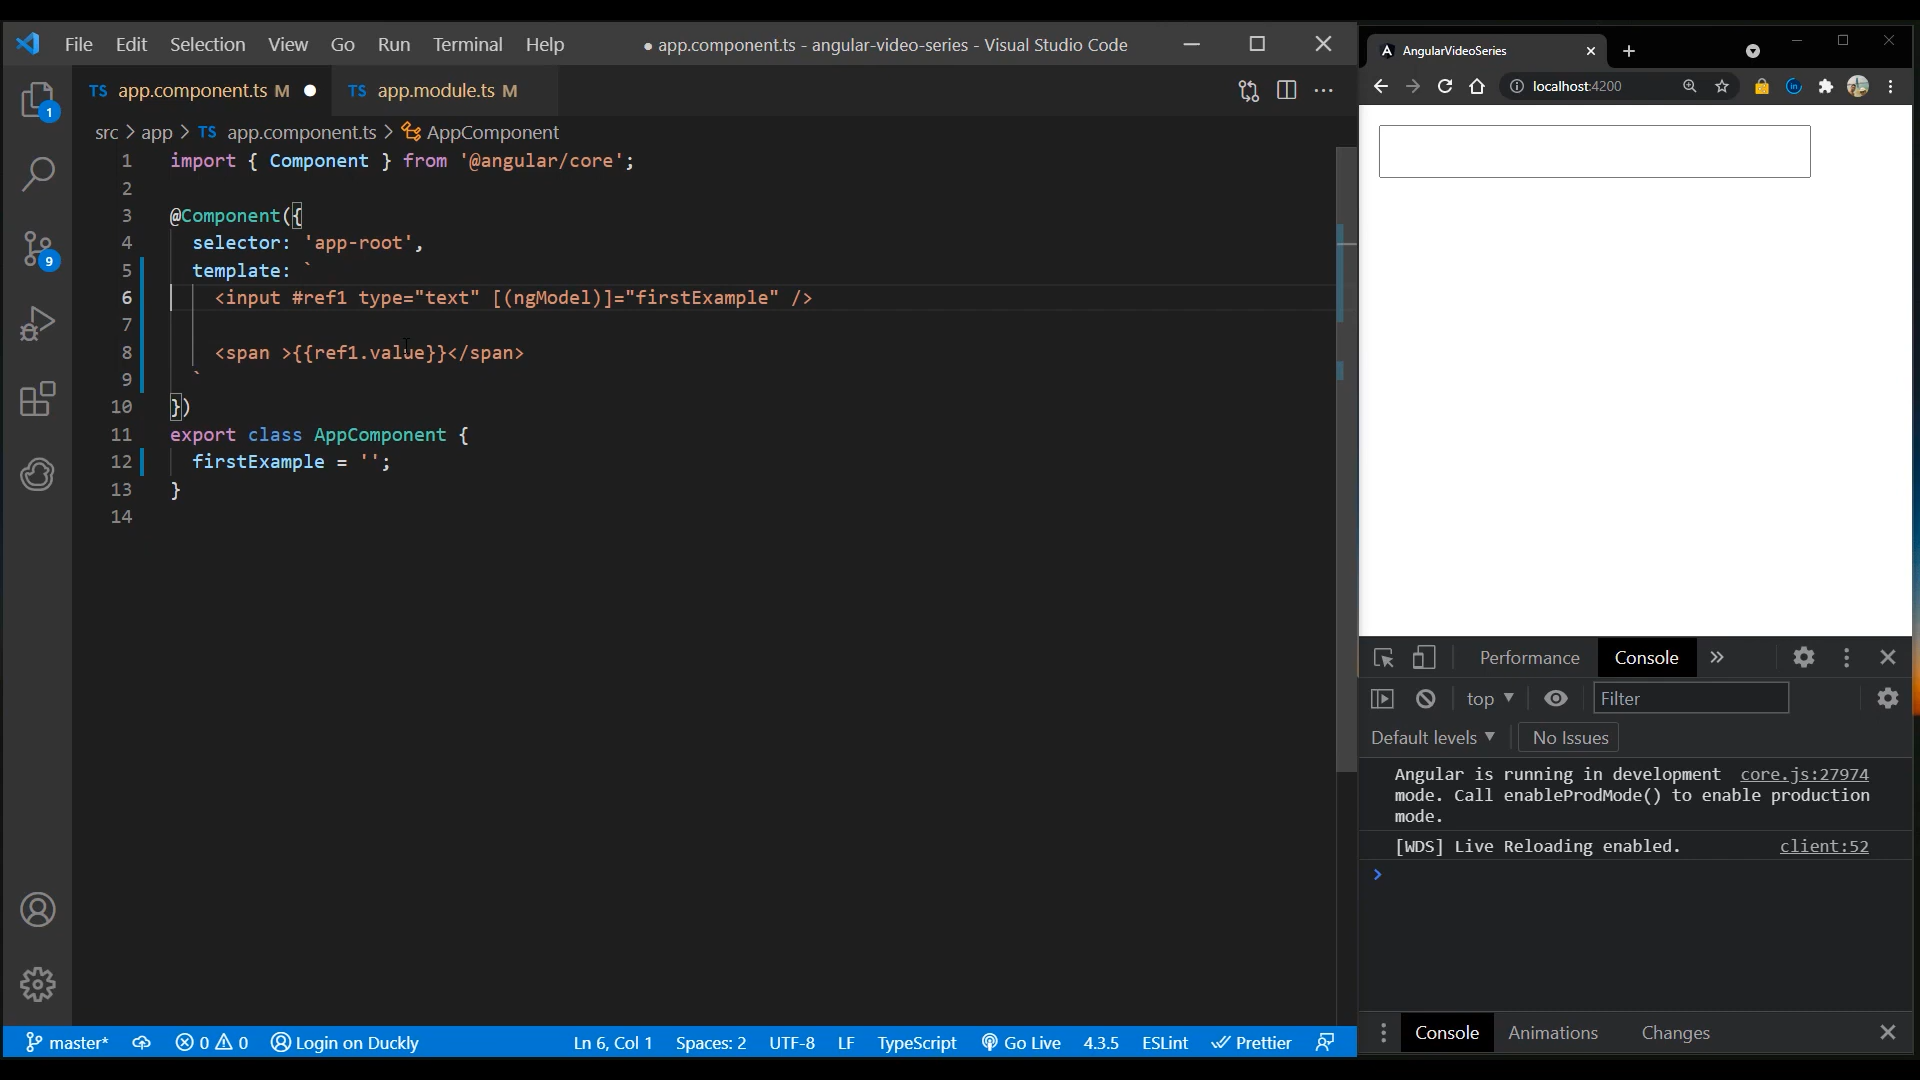 File Edit Selection View Go Run Terminal Help
● app.component.ts - angular-video-series - Visual Studio Code
TS app.component.ts M ●
TS app.module.ts M
src > app > TS app.component.ts > AppComponent
1 import { Component } from '@angular/core';
2
3 @Component({
4 selector: 'app-root',
5 template: `
6 <input #ref1 type="text" [(ngModel)]="firstExample" />
7
8 <span >{{ref1.value}}</span>
9 `
10 })
11 export class AppComponent {
12 firstExample = '';
13 }
14
1
9
master* 0 0 Login on Duckly Ln 6, Col 1 Spaces: 2 UTF-8 LF TypeScript Go Live 4.3.5 ESLint Prettier
AngularVideoSeries
localhost:4200
Performance Console »
top Filter
Default levels No Issues
Angular is running in development core.js:27974
mode. Call enableProdMode() to enable production
mode.
[WDS] Live Reloading enabled. client:52
Console Animations Changes